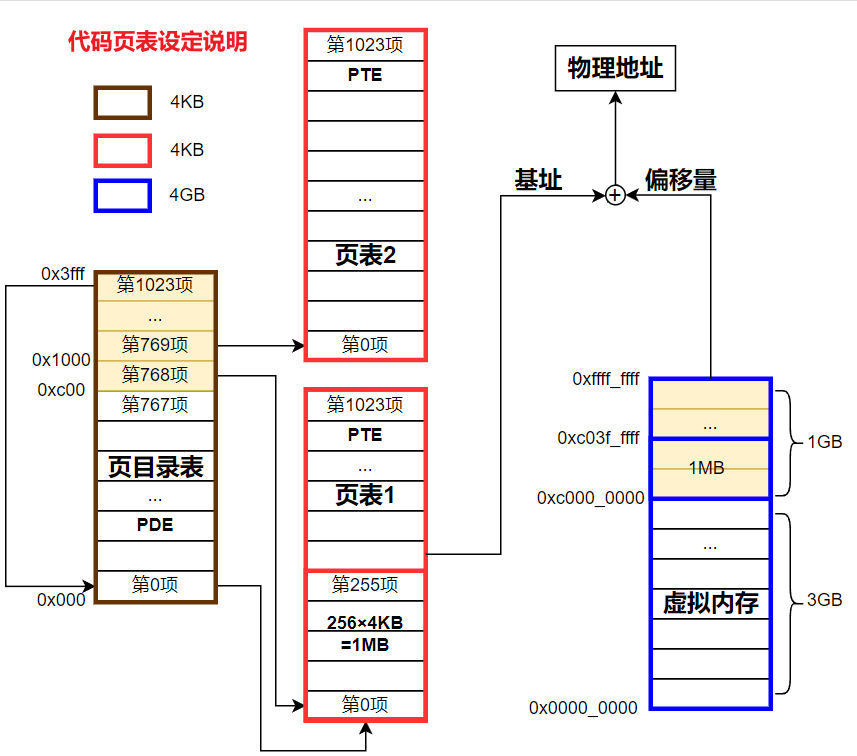 代码页表设定说明
4KB
4KB
4GB
第1023项
PTE
...
页表2
第0项
物理地址
基址
+
偏移量
0x3fff
第1023项
...
第769项
0x1000
第768项
0xc00
第767项
页目录表
...
PDE
第0项
0x000
第1023项
PTE
...
页表1
第255项
256×4KB
=1MB
第0项
0xffff_ffff
...
0xc03f_ffff
1MB
0xc000_0000
1GB
...
虚拟内存
3GB
0x0000_0000